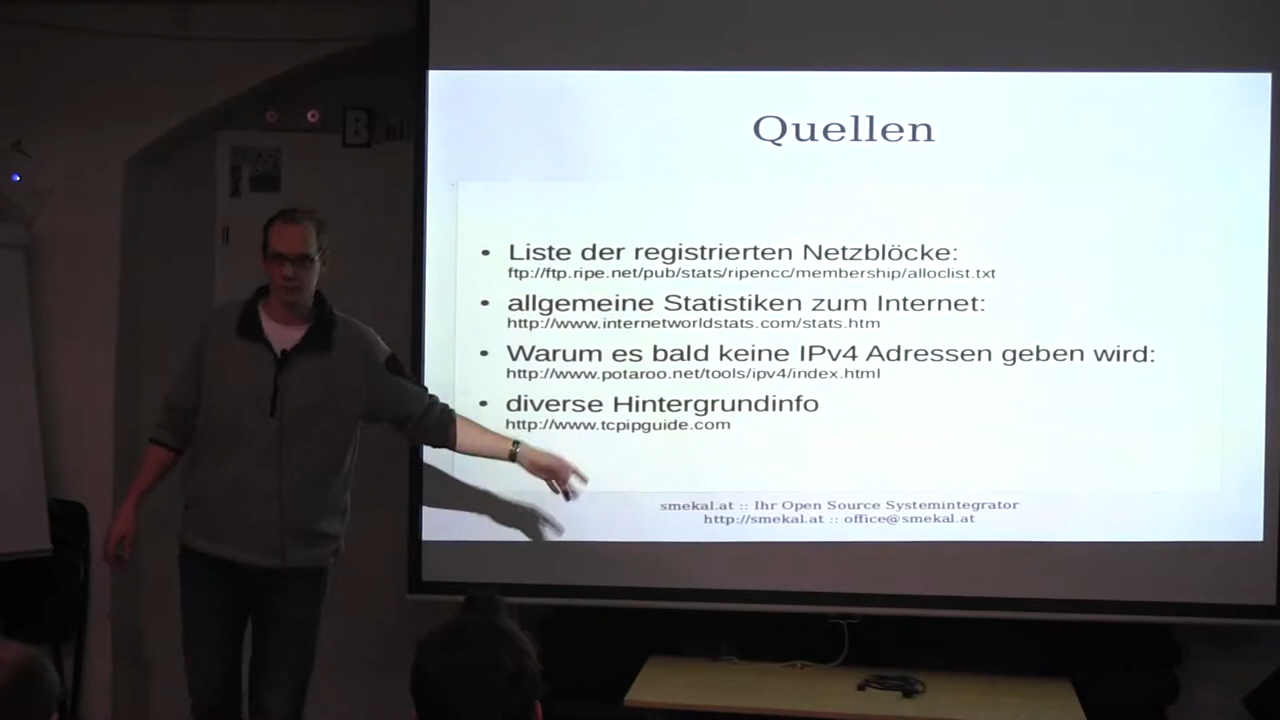 B
Quellen
• Liste der registrierten Netzblöcke:
ftp://ftp.ripe.net/pub/stats/ripencc/membership/alloclist.txt
• allgemeine Statistiken zum Internet:
http://www.internetworldstats.com/stats.htm
• Warum es bald keine IPv4 Adressen geben wird:
http://www.potaroo.net/tools/ipv4/index.html
• diverse Hintergrundinfo
http://www.tcpipguide.com
smekal.at :: Ihr Open Source Systemintegrator
http://smekal.at :: office@smekal.at